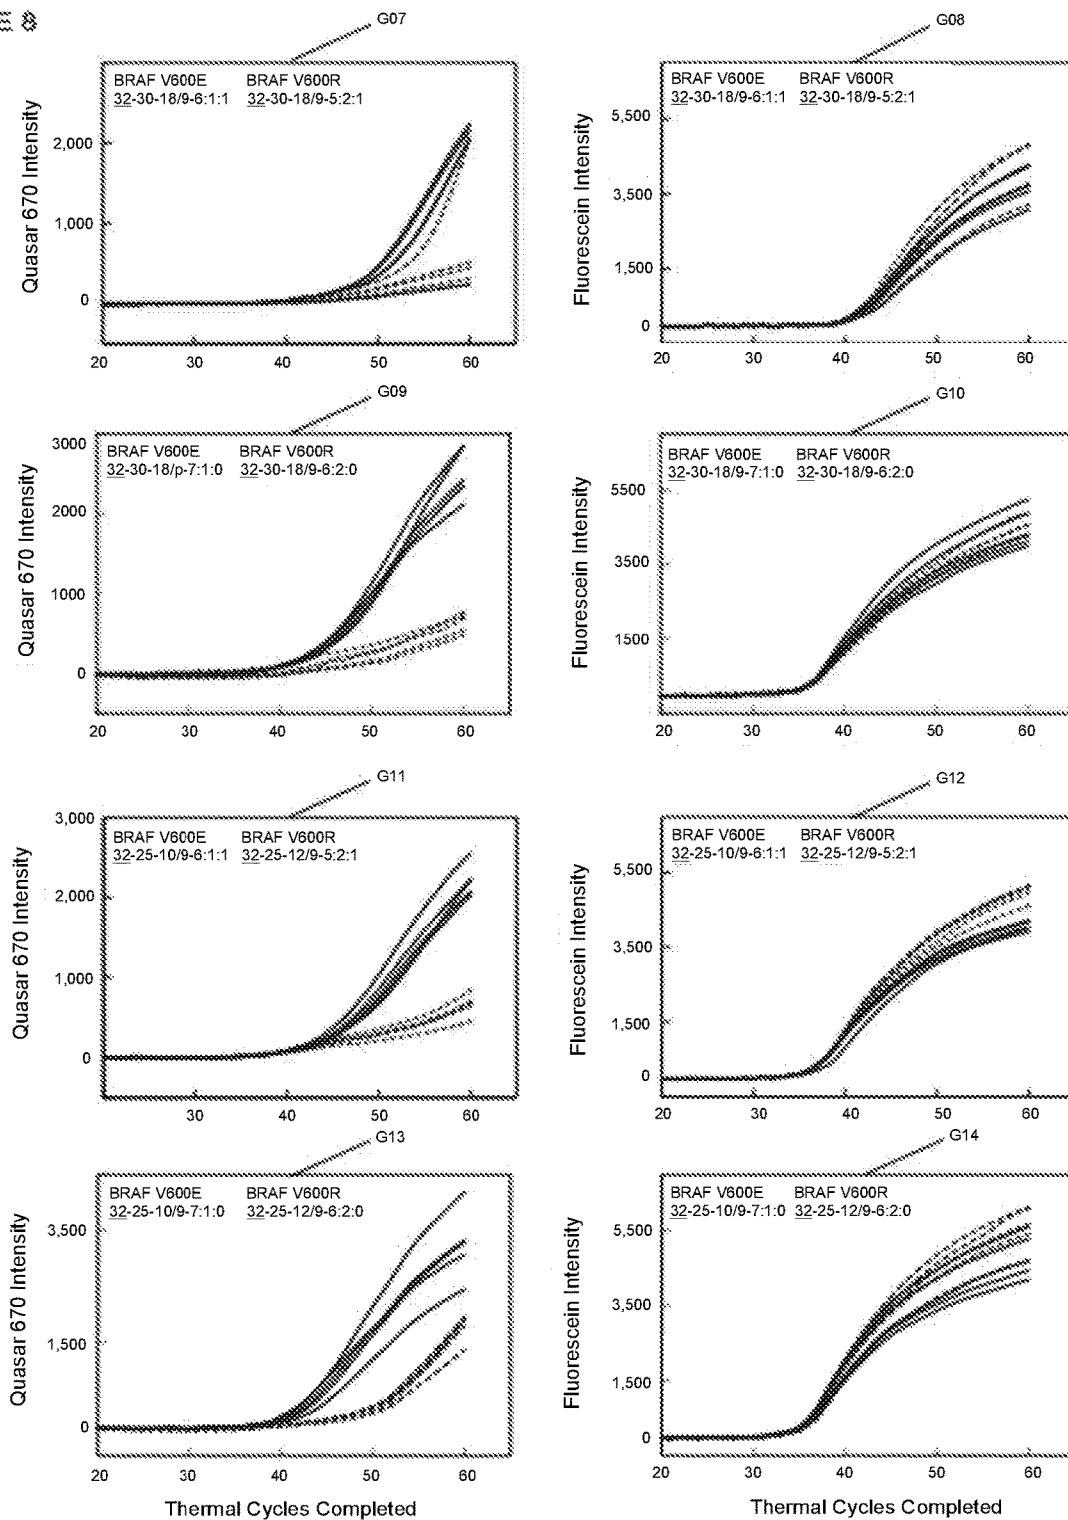 G07
BRAF V600E BRAF V600R
32-30-18/9-6:1:1 32-30-18/9-5:2:1
Quasar 670 Intensity
2,000
1,000
0
20 30 40 50 60
G08
BRAF V600E BRAF V600R
32-30-18/9-6:1:1 32-30-18/9-5:2:1
Fluorescein Intensity
5,500
3,500
1,500
0
20 30 40 50 60
G09
BRAF V600E BRAF V600R
32-30-18/p-7:1:0 32-30-18/9-6:2:0
Quasar 670 Intensity
3000
2000
1000
0
20 30 40 50 60
G10
BRAF V600E BRAF V600R
32-30-18/9-7:1:0 32-30-18/9-6:2:0
Fluorescein Intensity
5500
3500
1500
0
20 30 40 50 60
G11
BRAF V600E BRAF V600R
32-25-10/9-6:1:1 32-25-12/9-5:2:1
Quasar 670 Intensity
3,000
2,000
1,000
0
30 40 50 60
G12
BRAF V600E BRAF V600R
32-25-10/9-6:1:1 32-25-12/9-5:2:1
Fluorescein Intensity
5,500
3,500
1,500
0
20 30 40 50 60
G13
BRAF V600E BRAF V600R
32-25-10/9-7:1:0 32-25-12/9-6:2:0
Quasar 670 Intensity
3,500
1,500
0
20 30 40 50 60
Thermal Cycles Completed
G14
BRAF V600E BRAF V600R
32-25-10/9-7:1:0 32-25-12/9-6:2:0
Fluorescein Intensity
5,500
3,500
1,500
0
20 30 40 50 60
Thermal Cycles Completed